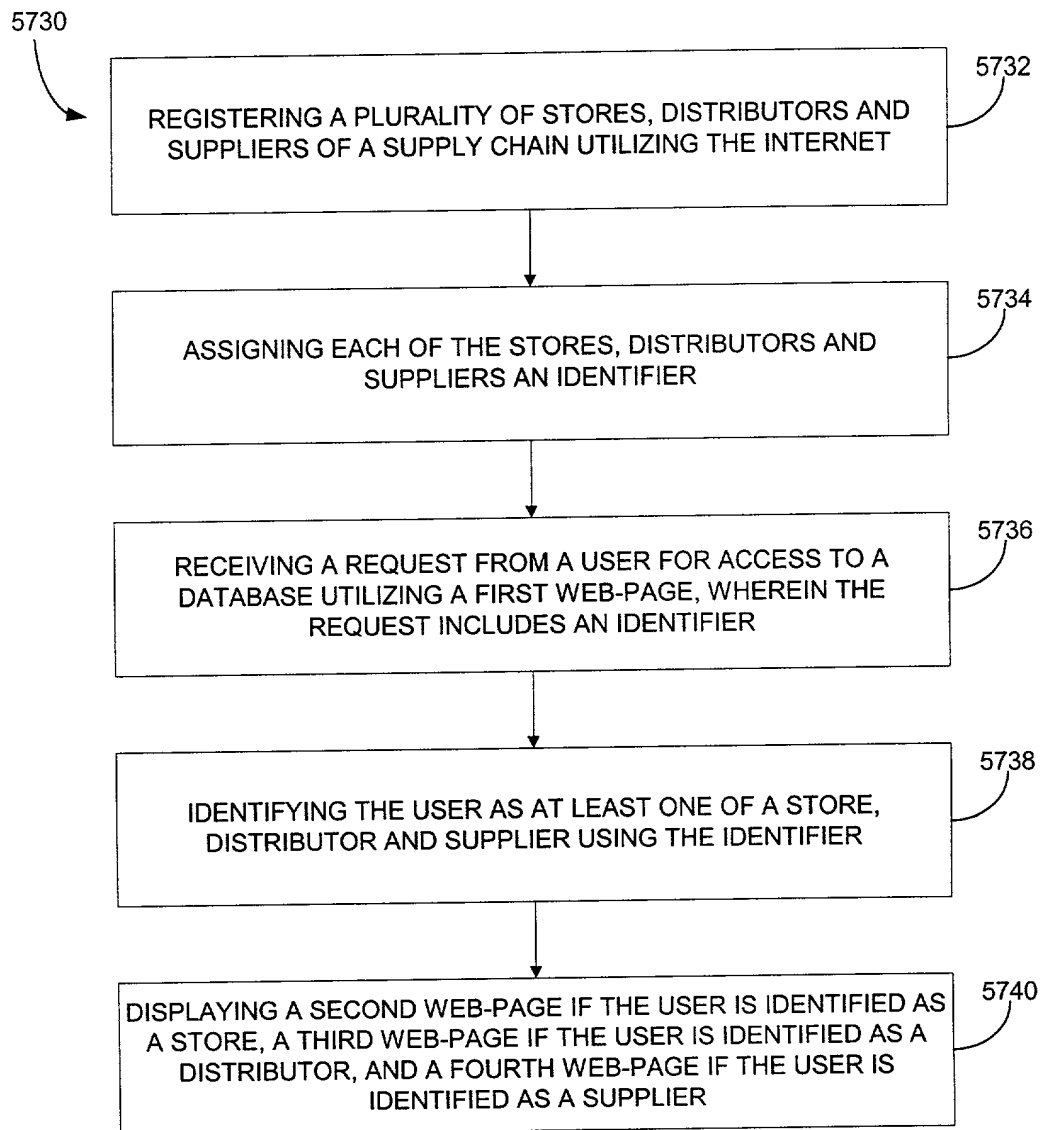 5730
5732
REGISTERING A PLURALITY OF STORES, DISTRIBUTORS AND
SUPPLIERS OF A SUPPLY CHAIN UTILIZING THE INTERNET
5734
ASSIGNING EACH OF THE STORES, DISTRIBUTORS AND
SUPPLIERS AN IDENTIFIER
5736
RECEIVING A REQUEST FROM A USER FOR ACCESS TO A
DATABASE UTILIZING A FIRST WEB-PAGE, WHEREIN THE
REQUEST INCLUDES AN IDENTIFIER
5738
IDENTIFYING THE USER AS AT LEAST ONE OF A STORE,
DISTRIBUTOR AND SUPPLIER USING THE IDENTIFIER
5740
DISPLAYING A SECOND WEB-PAGE IF THE USER IS IDENTIFIED AS
A STORE, A THIRD WEB-PAGE IF THE USER IS IDENTIFIED AS A
DISTRIBUTOR, AND A FOURTH WEB-PAGE IF THE USER IS
IDENTIFIED AS A SUPPLIER